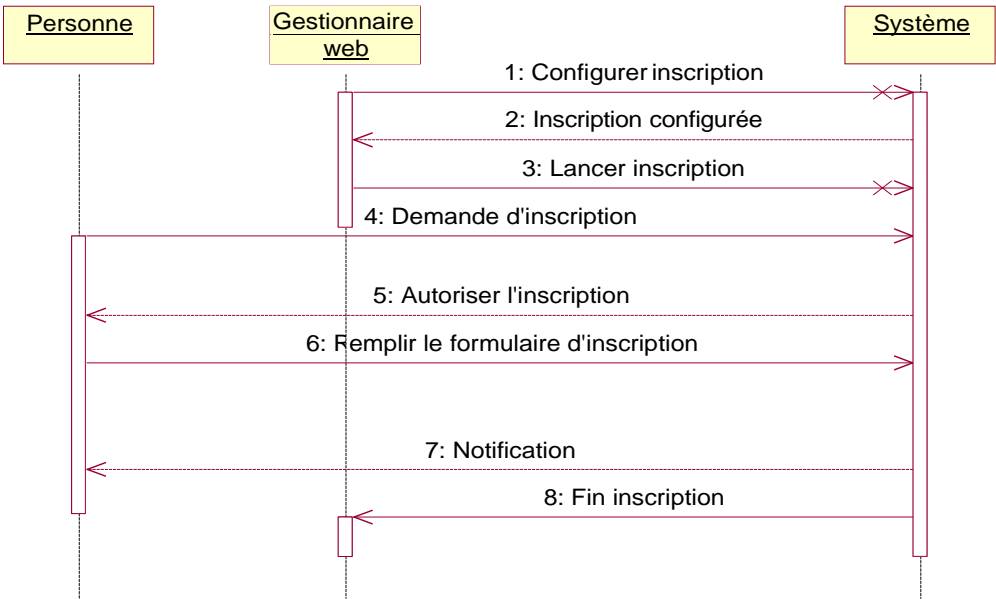 Personne
Gestionnaire
web
Système
1: Configurer inscription
2: Inscription configurée
3: Lancer inscription
4: Demande d'inscription
5: Autoriser l'inscription
6: Remplir le formulaire d'inscription
7: Notification
8: Fin inscription